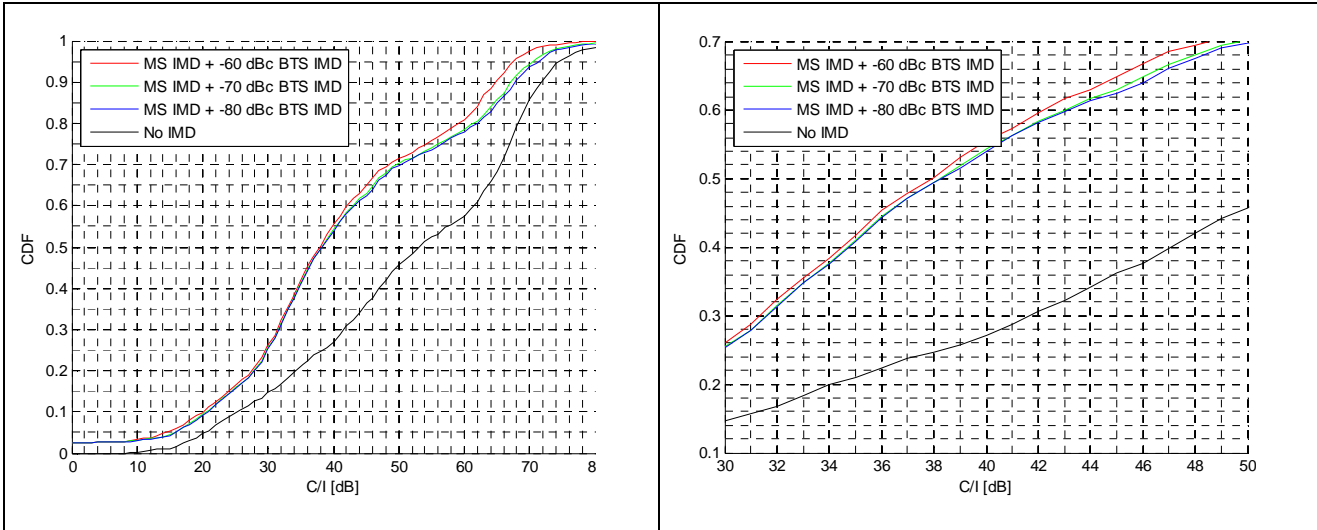 1
0.9
0.8
0.7
0.6
0.5
0.4
0.3
0.2
0.1
0
CDF
MS IMD + -60 dBc BTS IMD
MS IMD + -70 dBc BTS IMD
MS IMD + -80 dBc BTS IMD
No IMD
0 10 20 30 40 50 60 70 8
C/I [dB]
0.7
0.6
0.5
0.4
0.3
0.2
0.1
CDF
MS IMD + -60 dBc BTS IMD
MS IMD + -70 dBc BTS IMD
MS IMD + -80 dBc BTS IMD
No IMD
30 32 34 36 38 40 42 44 46 48 50
C/I [dB]